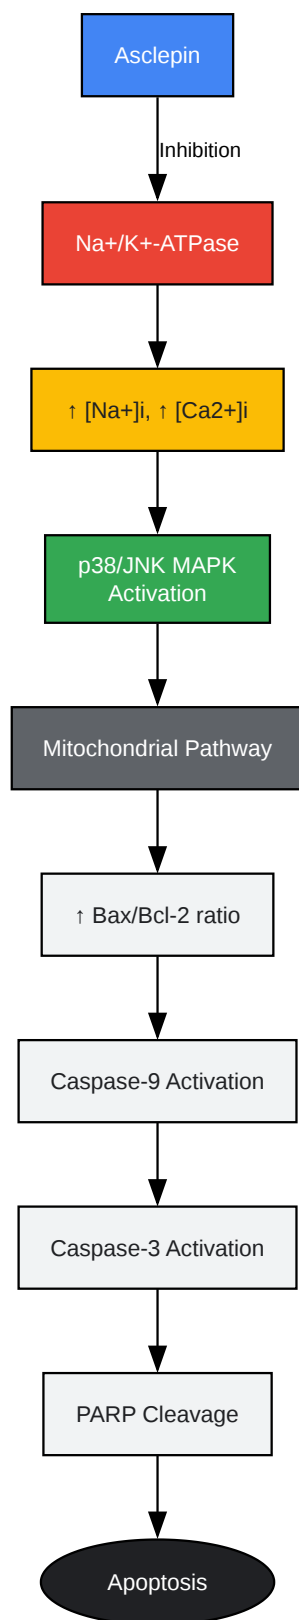 Asclepin
Inhibition
Na+/K+-ATPase
↑ [Na+]i, ↑ [Ca2+]i
p38/JNK MAPK
Activation
Mitochondrial Pathway
↑ Bax/Bcl-2 ratio
Caspase-9 Activation
Caspase-3 Activation
PARP Cleavage
Apoptosis